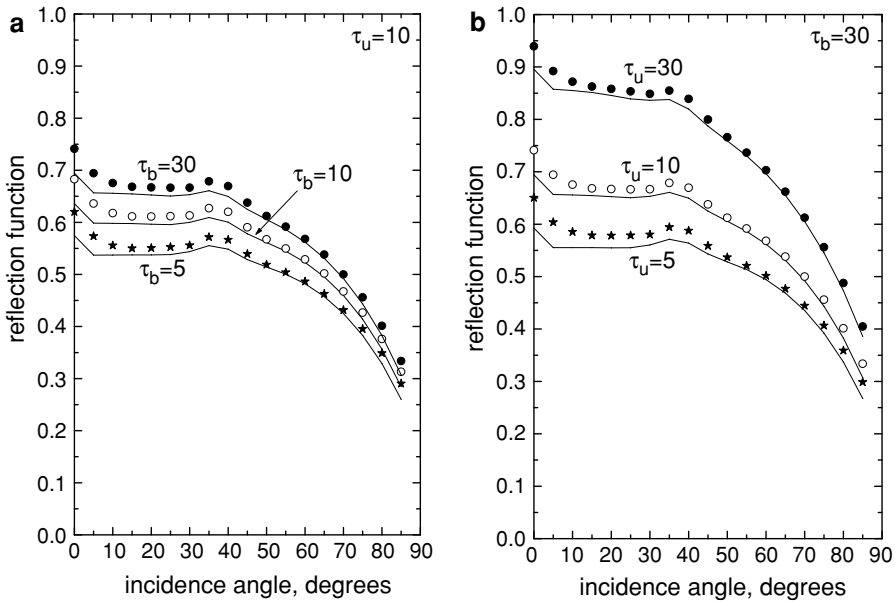 a
τu=10
1.0
0.9
0.8
0.7
0.6
0.5
0.4
0.3
0.2
0.1
0.0
reflection function
τb=30
τb=10
τb=5
0 10 20 30 40 50 60 70 80 90
incidence angle, degrees
b
τb=30
1.0
0.9
0.8
0.7
0.6
0.5
0.4
0.3
0.2
0.1
0.0
reflection function
τu=30
τu=10
τu=5
0 10 20 30 40 50 60 70 80 90
incidence angle, degrees